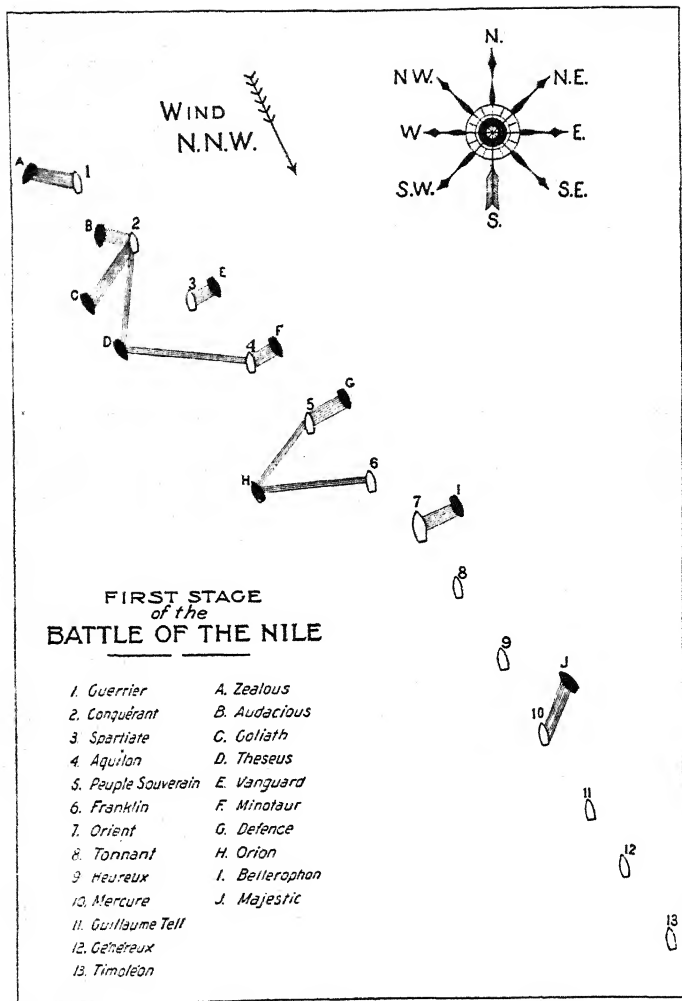 N.
N.W.
N.E.
WIND
N.N.W.
W
E.
S.W.
S.E.
S.
A
1
B
2
C
3
E
D
4
F
5
G
H
6
7
I
8
9
J
10
11
12
13
FIRST STAGE
of the
BATTLE OF THE NILE
1. Guerrier
2. Conquérant
3. Spartiate
4. Aquilon
5. Peuple Souverain
6. Franklin
7. Orient
8. Tonnant
9 Heureux
10. Mercure
11. Guillaume Tell
12. Généreux
13. Timoléon
A. Zealous
B. Audacious
C. Goliath
D. Theseus
E. Vanguard
F. Minotaur
G. Defence
H. Orion
I. Bellerophon
J. Majestic